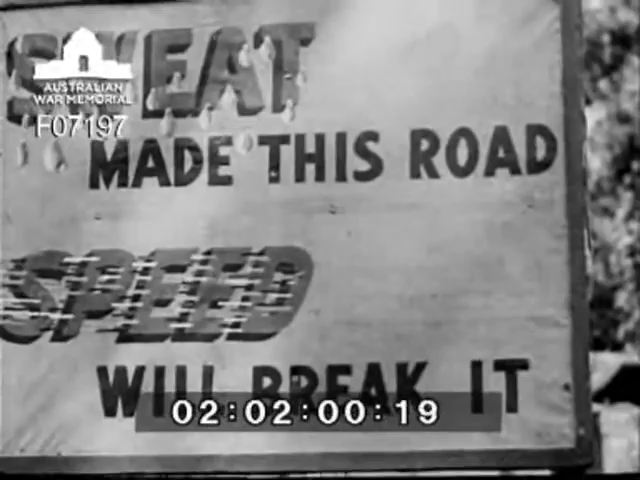 SWEAT
AUSTRALIAN
WAR MEMORIAL
F07197
MADE THIS ROAD
SPEED
WILL BREAK IT
02:02:00:19